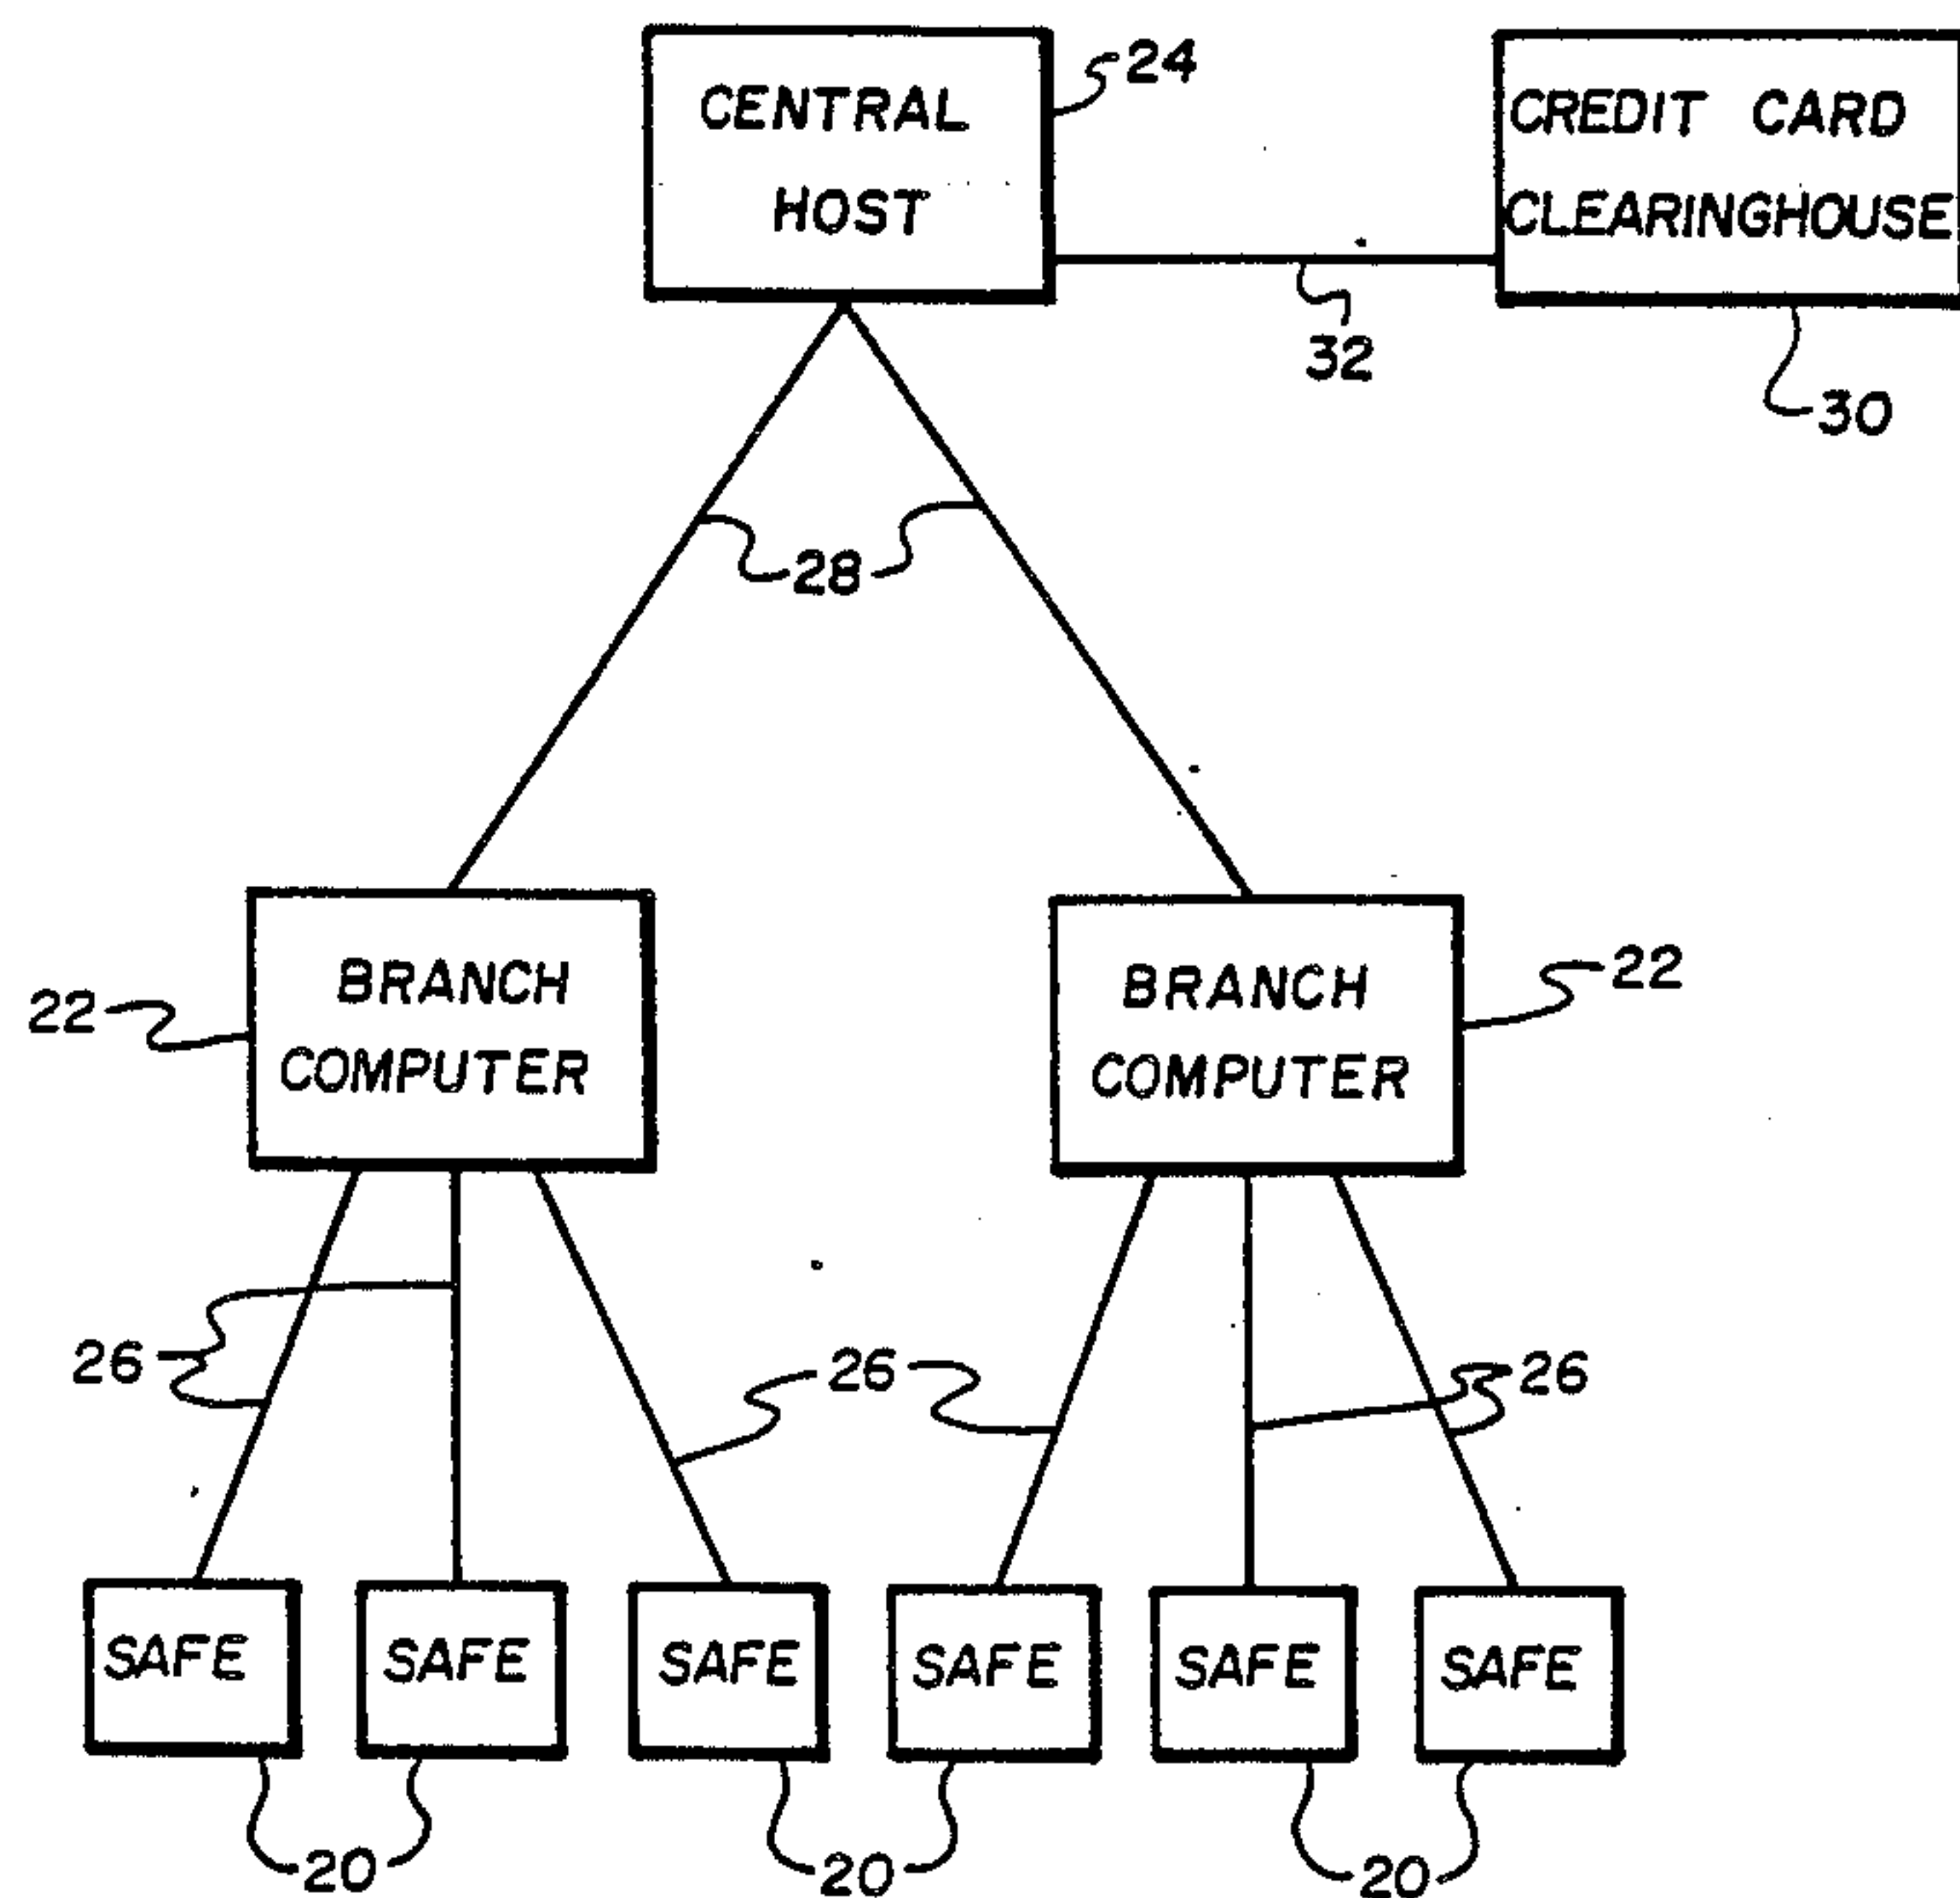 CENTRAL
HOST
24
CREDIT CARD
CLEARINGHOUSE
32
30
28
22
BRANCH
COMPUTER
BRANCH
COMPUTER
22
26
26
26
SAFE
SAFE
SAFE
SAFE
SAFE
SAFE
20
20
20